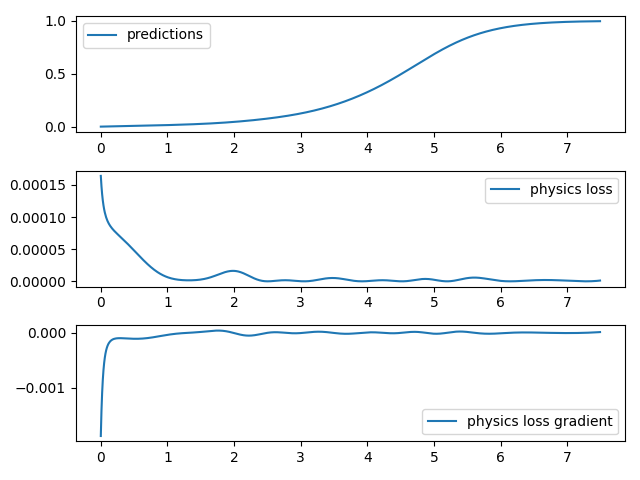 1.0
predictions
0.5
0.0
0 1 2 3 4 5 6 7
0.00015
physics loss
0.00010
0.00005
0.00000
0 1 2 3 4 5 6 7
0.000
−0.001
physics loss gradient
0 1 2 3 4 5 6 7